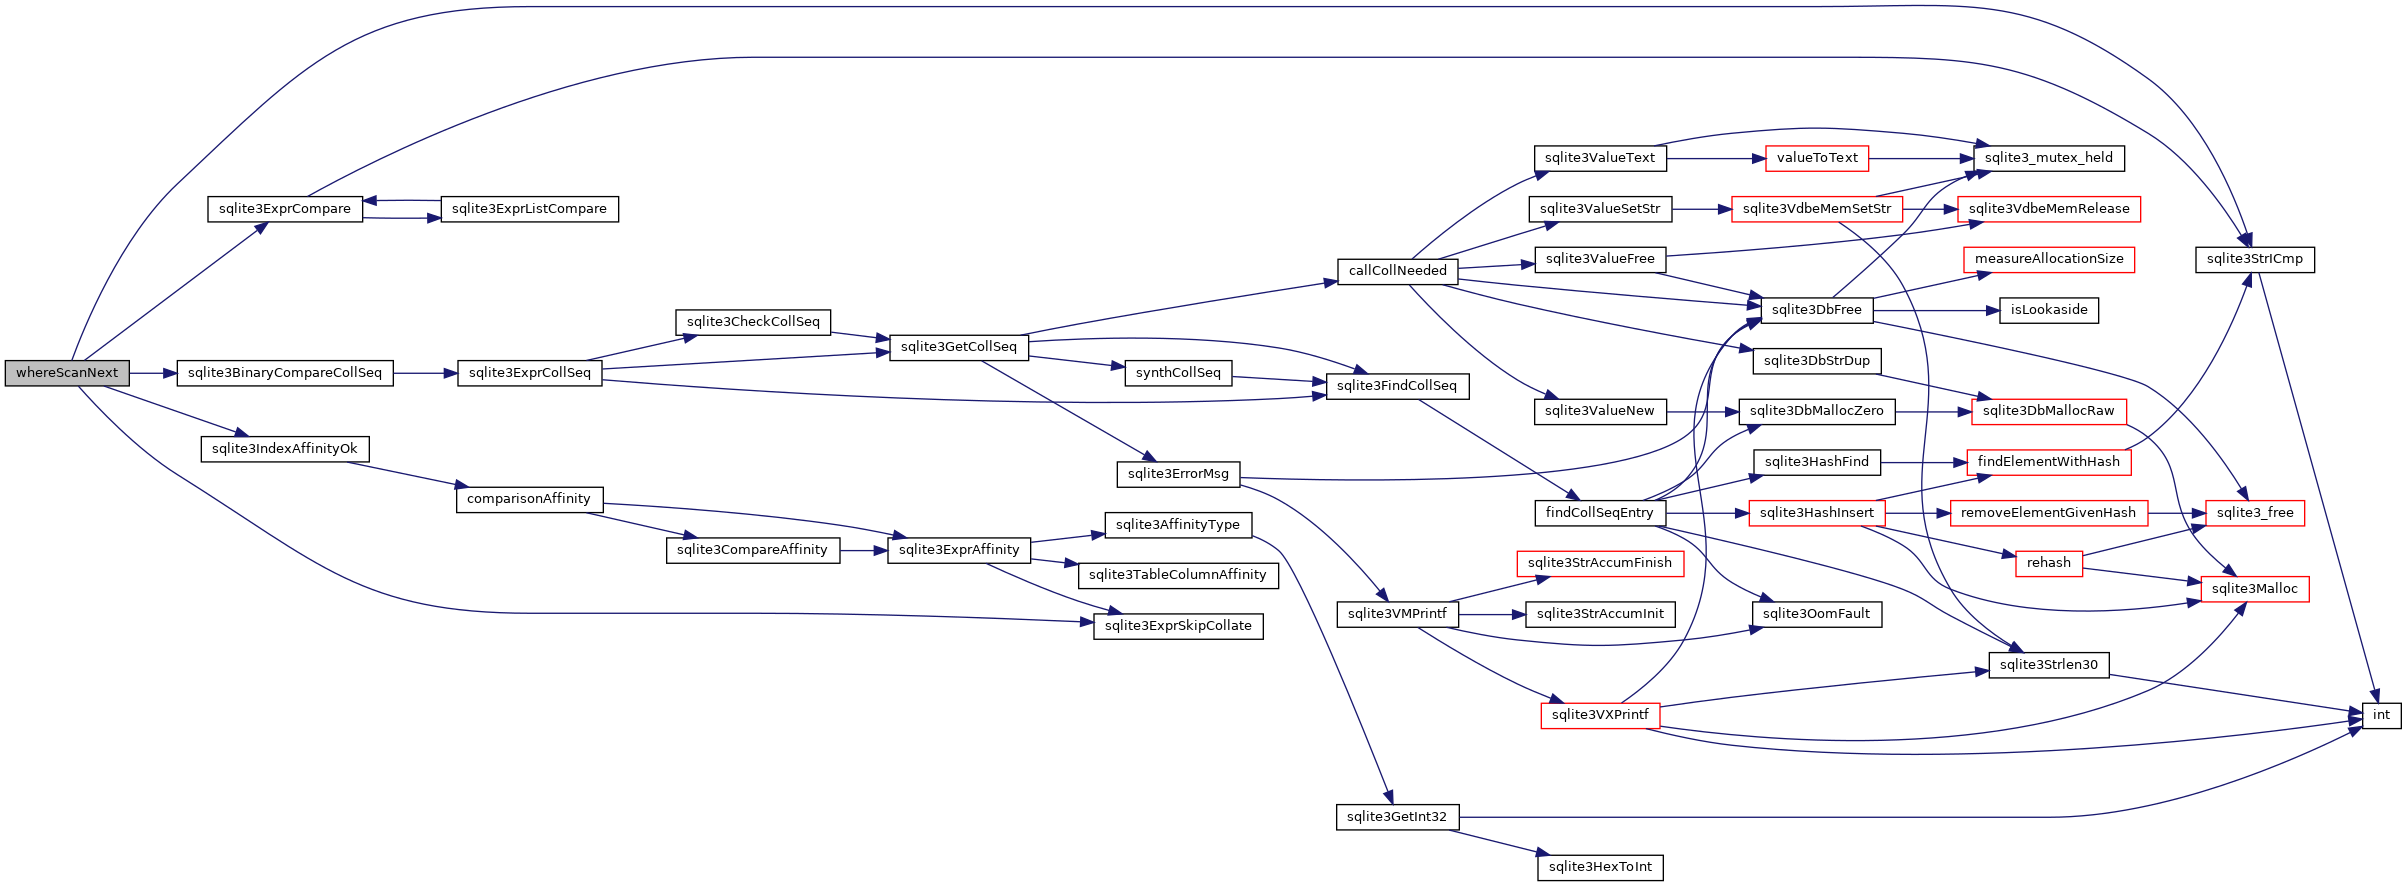 whereScanNext
sqlite3ExprCompare
sqlite3ExprListCompare
sqlite3BinaryCompareCollSeq
sqlite3IndexAffinityOk
sqlite3ExprCollSeq
comparisonAffinity
sqlite3CheckCollSeq
sqlite3CompareAffinity
sqlite3GetCollSeq
sqlite3ExprAffinity
synthCollSeq
sqlite3ErrorMsg
sqlite3AffinityType
sqlite3TableColumnAffinity
sqlite3ExprSkipCollate
callCollNeeded
sqlite3FindCollSeq
sqlite3VMPrintf
sqlite3GetInt32
sqlite3ValueText
sqlite3ValueSetStr
sqlite3ValueFree
sqlite3ValueNew
findCollSeqEntry
sqlite3StrAccumFinish
sqlite3StrAccumInit
sqlite3VXPrintf
sqlite3HexToInt
valueToText
sqlite3VdbeMemSetStr
sqlite3DbFree
sqlite3DbStrDup
sqlite3DbMallocZero
sqlite3HashFind
sqlite3HashInsert
sqlite3OomFault
sqlite3_mutex_held
sqlite3VdbeMemRelease
measureAllocationSize
isLookaside
sqlite3DbMallocRaw
findElementWithHash
removeElementGivenHash
rehash
sqlite3Strlen30
sqlite3StrICmp
sqlite3_free
sqlite3Malloc
int